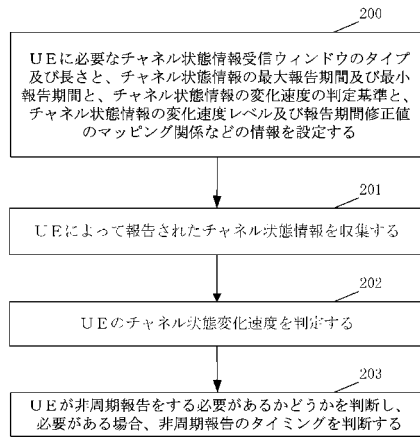 200
UEに必要なチャネル状態情報受信ウィンドウのタイプ
及び長さと、チャネル状態情報の最大報告期間及び最小
報告期間と、チャネル状態情報の変化速度の判定基準と、
チャネル状態情報の変化速度レベル及び報告期間修正値
のマッピング関係などの情報を設定する
201
UEによって報告されたチャネル状態情報を収集する
202
UEのチャネル状態変化速度を判定する
203
UEが非周期報告をする必要があるかどうかを判断し、
必要がある場合、非周期報告のタイミングを判断する